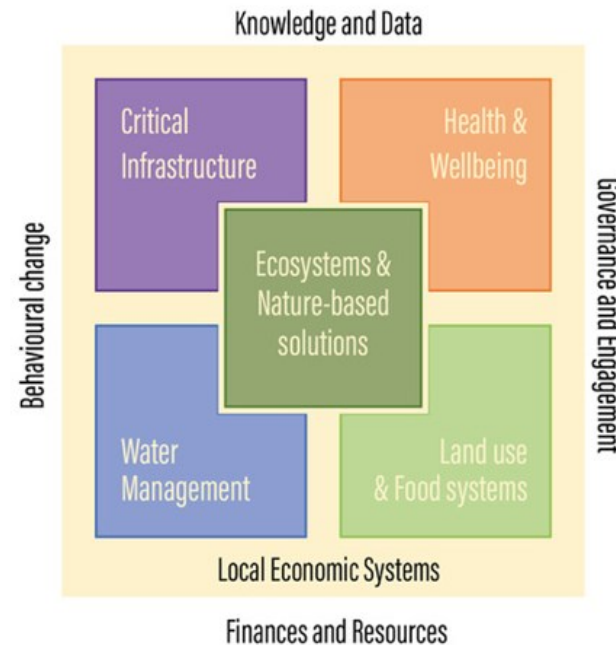 Knowledge and Data
Critical
Infrastructure
Health &
Wellbeing
Behavioural change
Ecosystems &
Nature-based
solutions
Governance and Engagement
Water
Management
Land use
& Food systems
Local Economic Systems
Finances and Resources